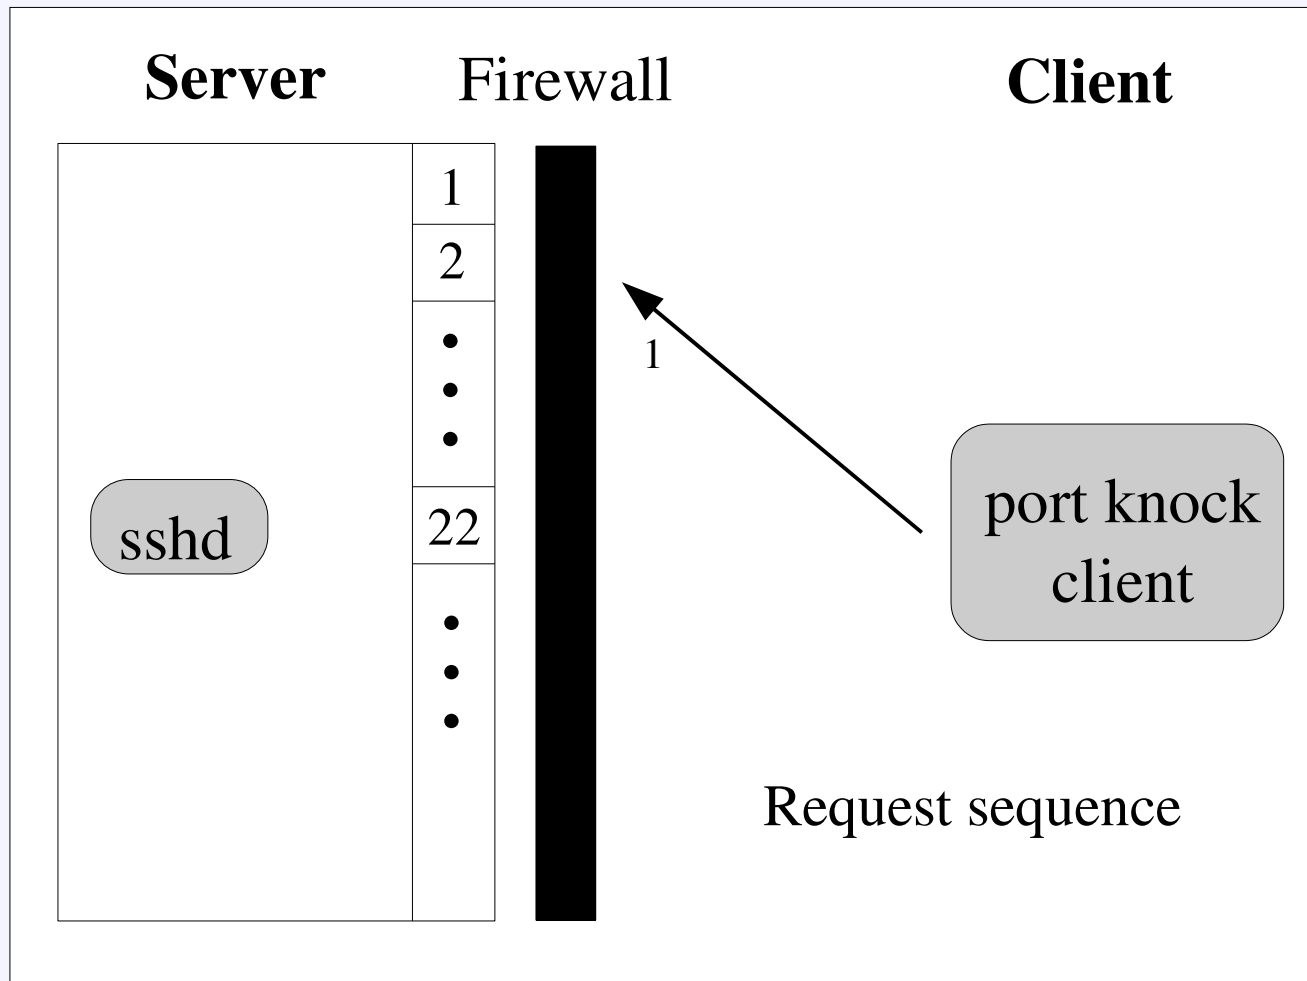 Server
Firewall
Client
1
2
1
22
sshd
port knock
client
Request sequence